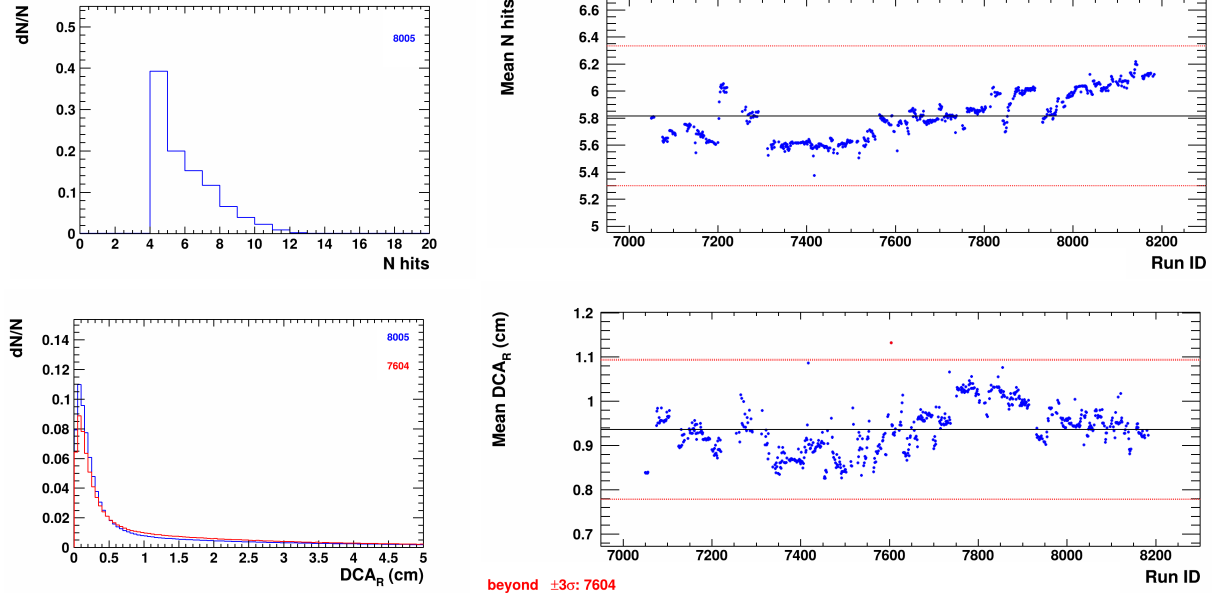 dN/N
0.5
0.4
0.3
0.2
0.1
0
8005
0 2 4 6 8 10 12 14 16 18 20
N hits
Mean N hits
6.6
6.4
6.2
6
5.8
5.6
5.4
5.2
5
7000 7200 7400 7600 7800 8000 8200
Run ID
dN/N
0.14
0.12
0.1
0.08
0.06
0.04
0.02
0
8005
7604
0 0.5 1 1.5 2 2.5 3 3.5 4 4.5 5
DCA_R (cm)
Mean DCA_R (cm)
1.2
1.1
1
0.9
0.8
0.7
7000 7200 7400 7600 7800 8000 8200
Run ID
beyond ±3σ: 7604